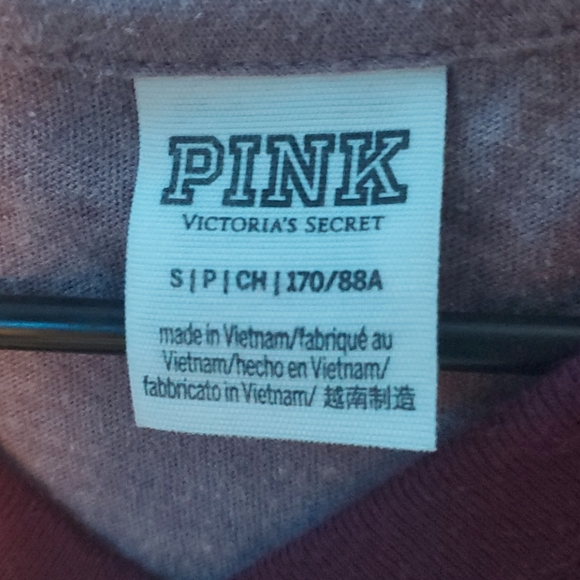 PINK
VICTORIA'S SECRET
S | P | CH | 170/88A
made in Vietnam/fabriqué au
Vietnam/hecho en Vietnam/
fabbricato in Vietnam/ 越南制造